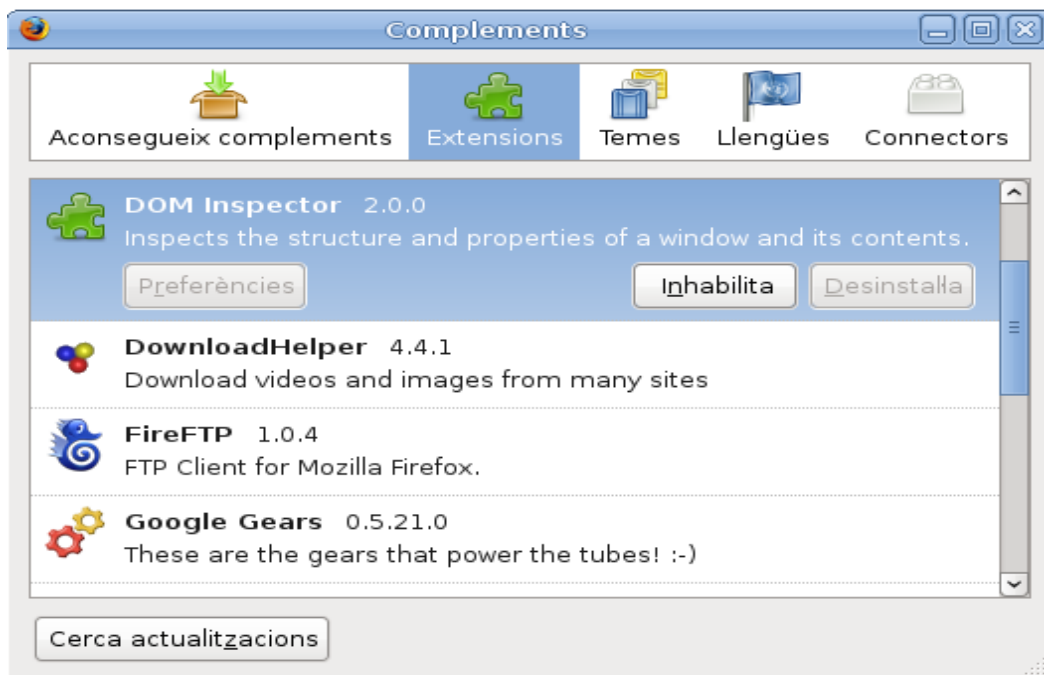 Complements
Aconsegueix complements Extensions Temes Llengües Connectors
DOM Inspector 2.0.0
Inspects the structure and properties of a window and its contents.
Preferències Inhabilita Desinstaŀla
DownloadHelper 4.4.1
Download videos and images from many sites
FireFTP 1.0.4
FTP Client for Mozilla Firefox.
Google Gears 0.5.21.0
These are the gears that power the tubes! :-)
Cerca actualitzacions